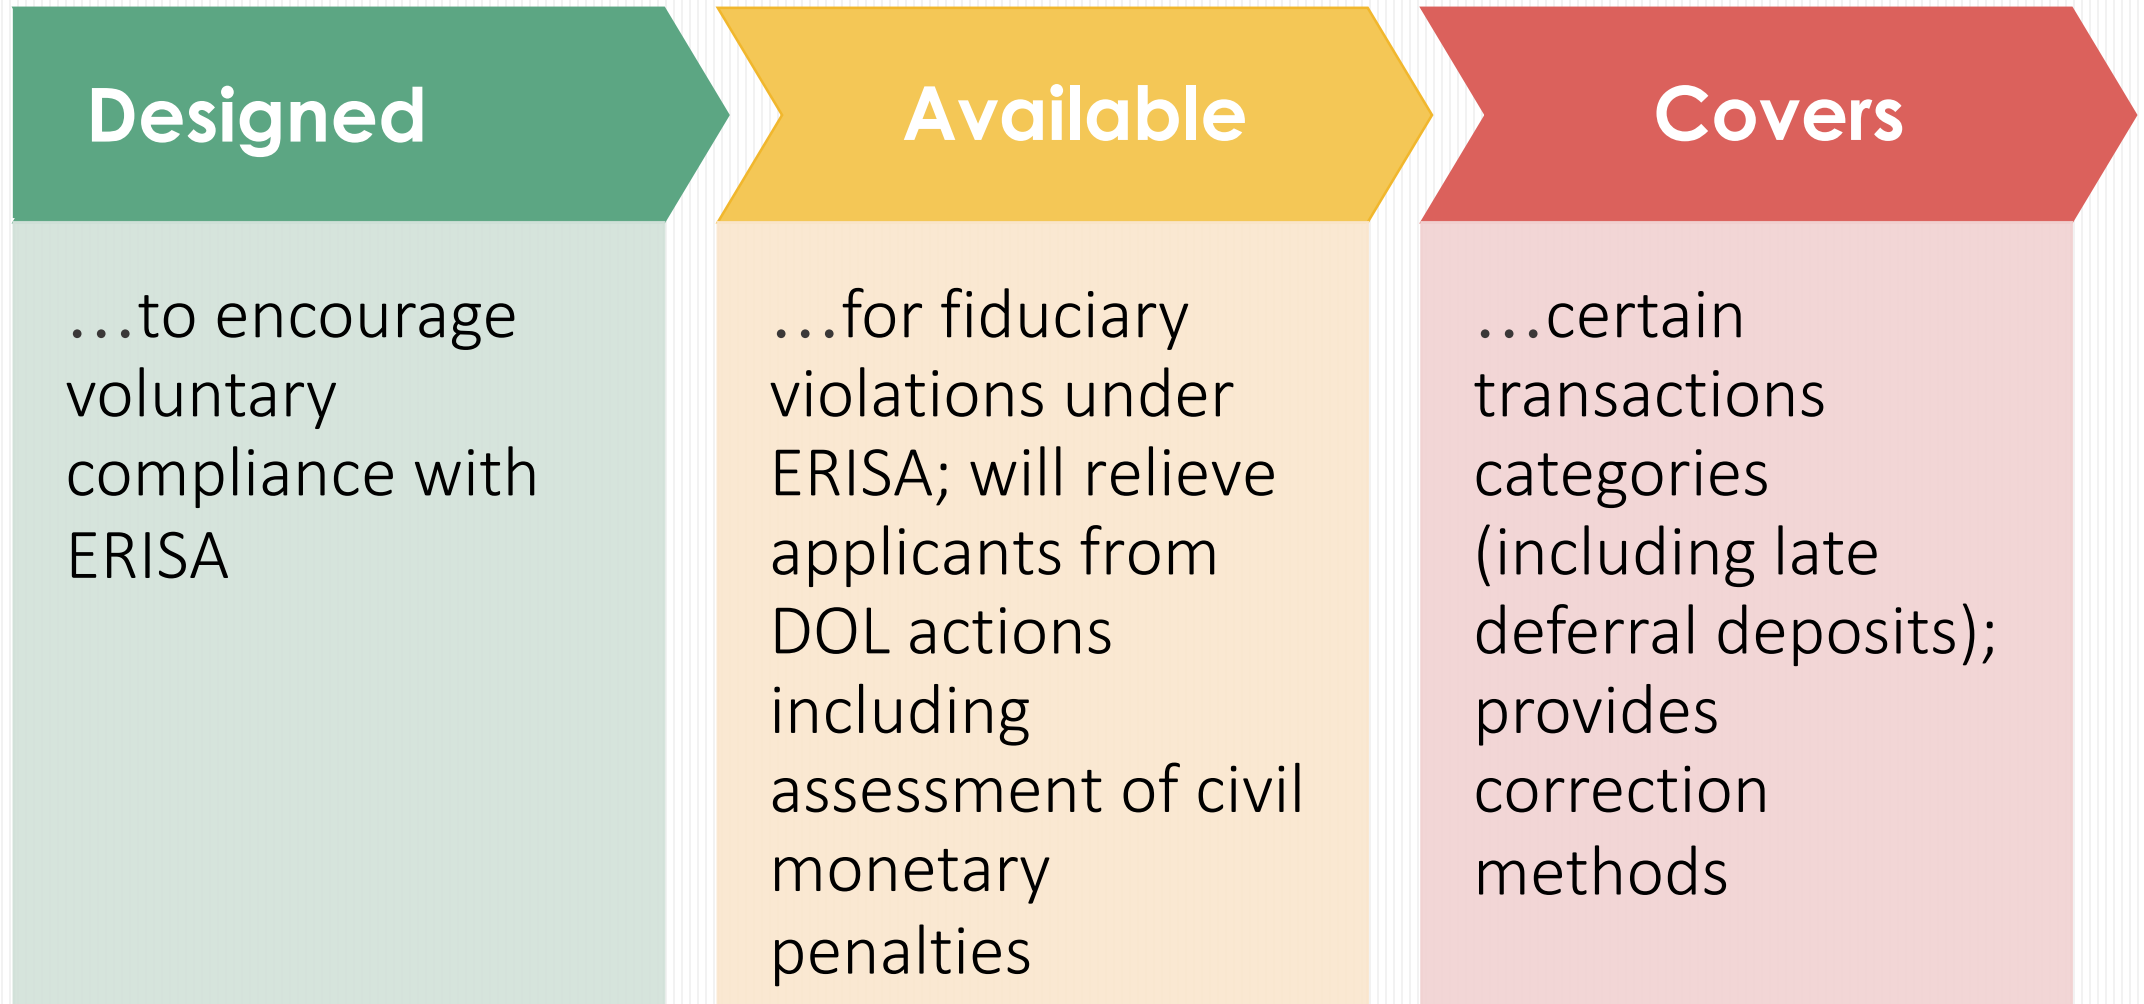 Designed
…to encourage
voluntary
compliance with
ERISA
Available
…for fiduciary
violations under
ERISA; will relieve
applicants from
DOL actions
including
assessment of civil
monetary
penalties
Covers
…certain
transactions
categories
(including late
deferral deposits);
provides
correction
methods